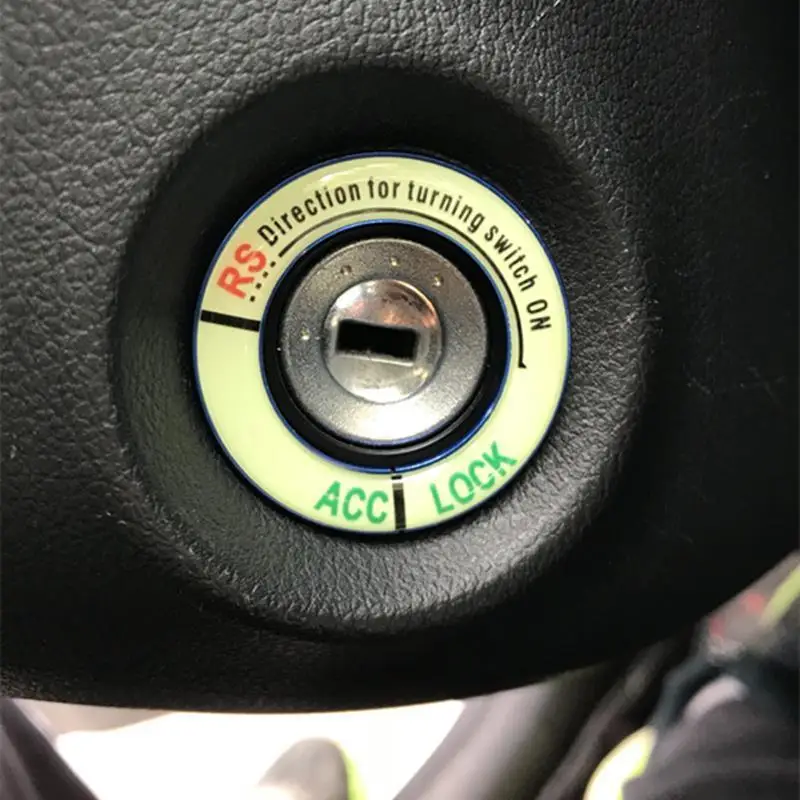 RS Direction for turning switch ON
ACC LOCK